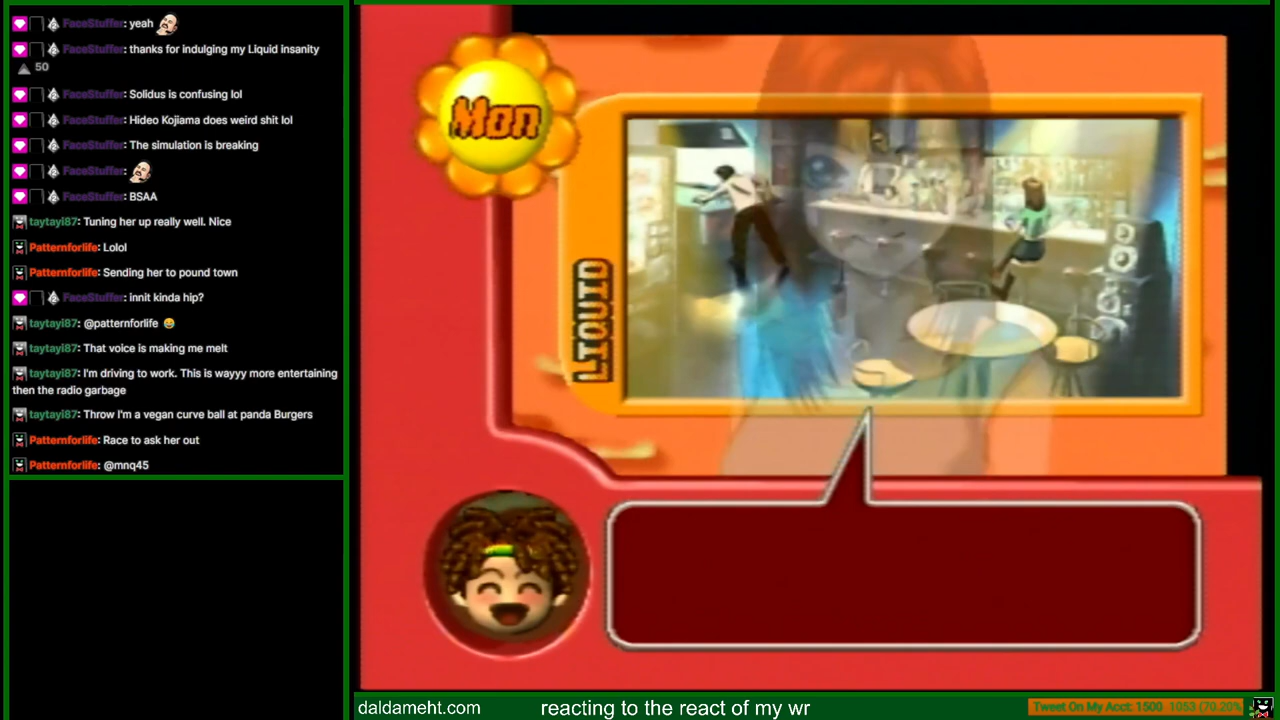 FaceStuffer: yeah
FaceStuffer: thanks for indulging my Liquid insanity
50
FaceStuffer: Solidus is confusing lol
FaceStuffer: Hideo Kojiama does weird shit lol
FaceStuffer: The simulation is breaking
FaceStuffer:
FaceStuffer: BSAA
taytayi87: Tuning her up really well. Nice
Patternforlife: Lolol
Patternforlife: Sending her to pound town
FaceStuffer: innit kinda hip?
taytayi87: @patternforlife 😂
taytayi87: That voice is making me melt
taytayi87: I'm driving to work. This is wayyy more entertaining
then the radio garbage
taytayi87: Throw I'm a vegan curve ball at panda Burgers
Patternforlife: Race to ask her out
Patternforlife: @mnq45
Mon
LIQUID
daldameht.com
reacting to the react of my wr
Tweet On My Acct: 1500 1053 (70.20%